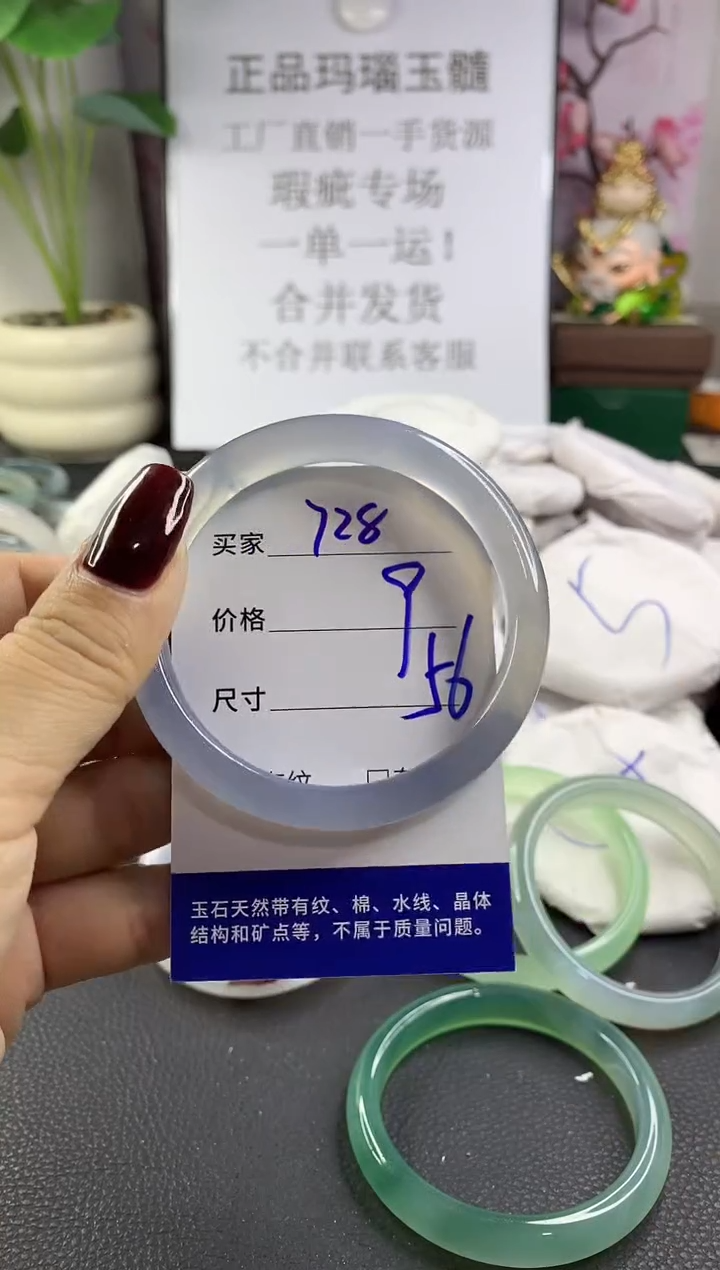 正品玛瑙玉髓
工厂直销一手货源
瑕疵专场
一单一运！
合并发货
不合并联系客服
买家 728
价格 9
尺寸 56
纹
玉石天然带有纹、棉、水线、晶体
结构和矿点等，不属于质量问题。
5